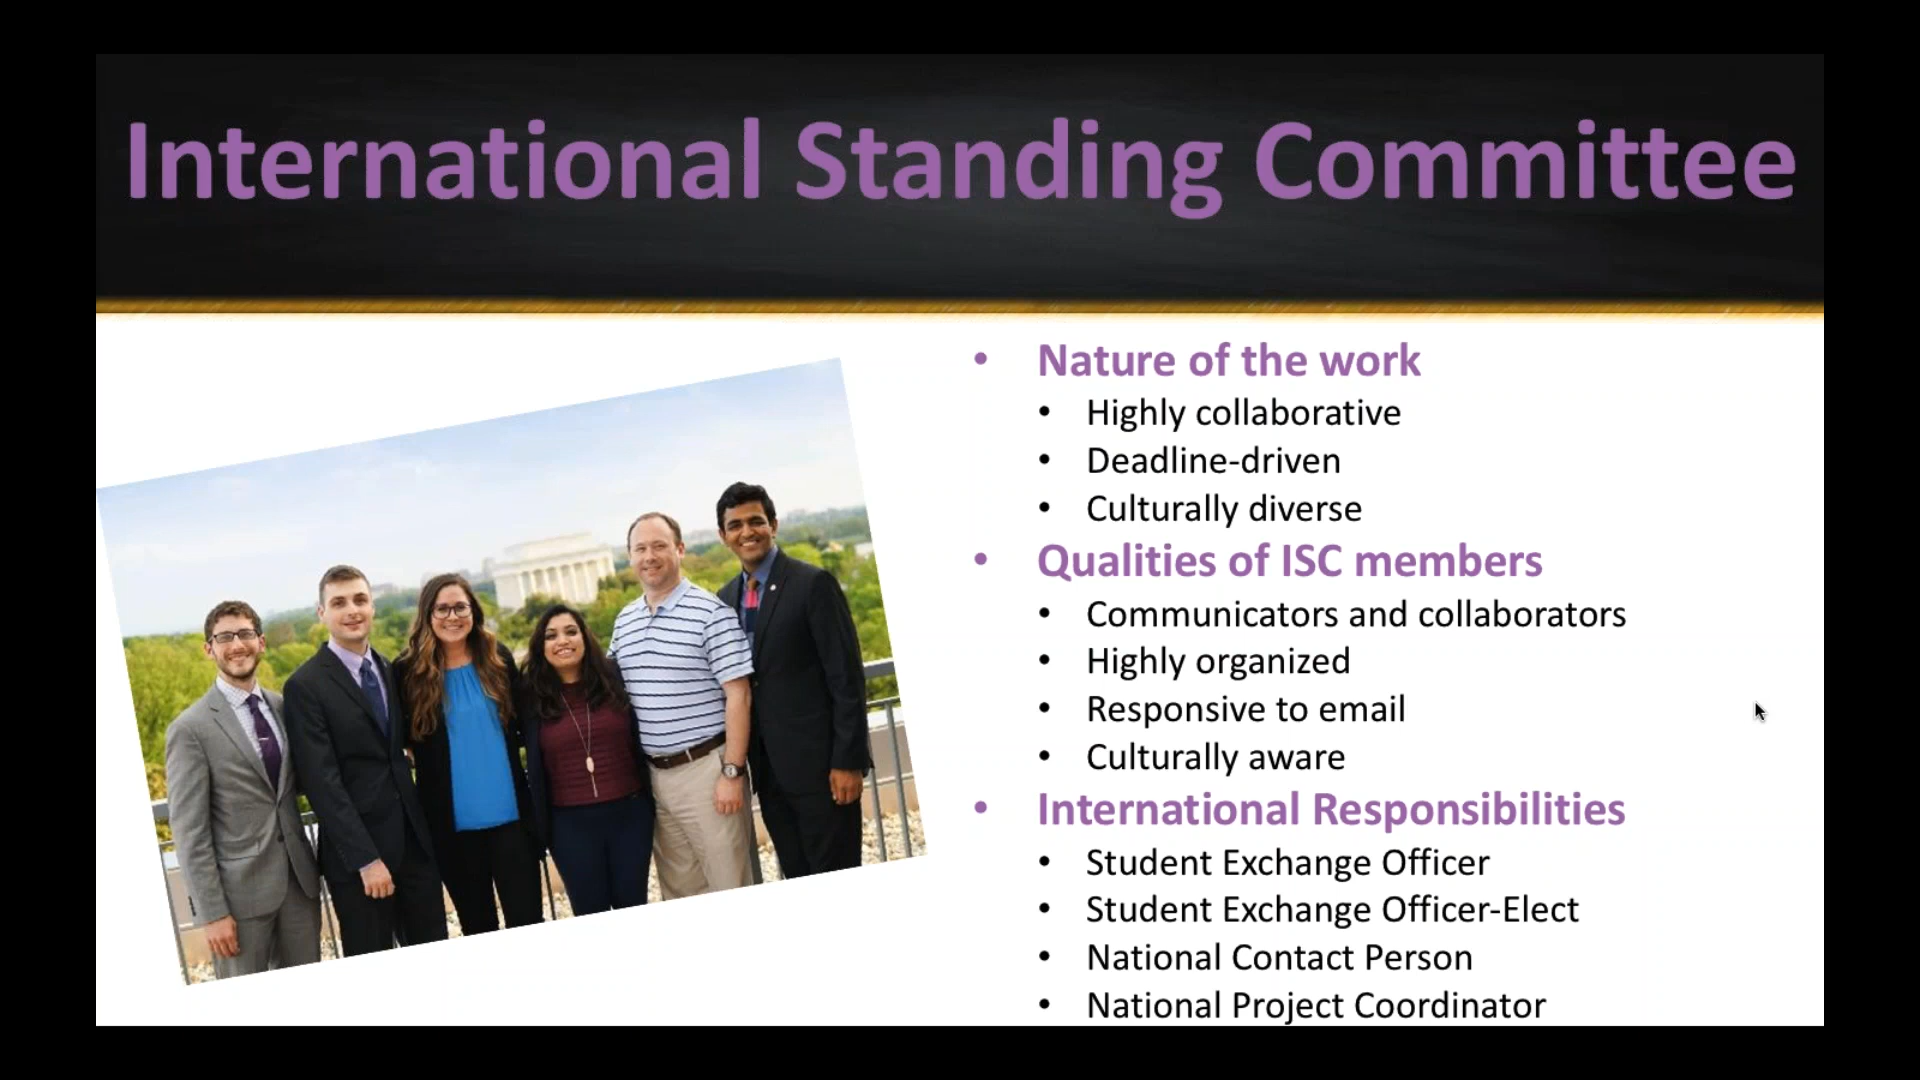 International Standing Committee
• Nature of the work
• Highly collaborative
• Deadline-driven
• Culturally diverse
• Qualities of ISC members
• Communicators and collaborators
• Highly organized
• Responsive to email
• Culturally aware
• International Responsibilities
• Student Exchange Officer
• Student Exchange Officer-Elect
• National Contact Person
• National Project Coordinator